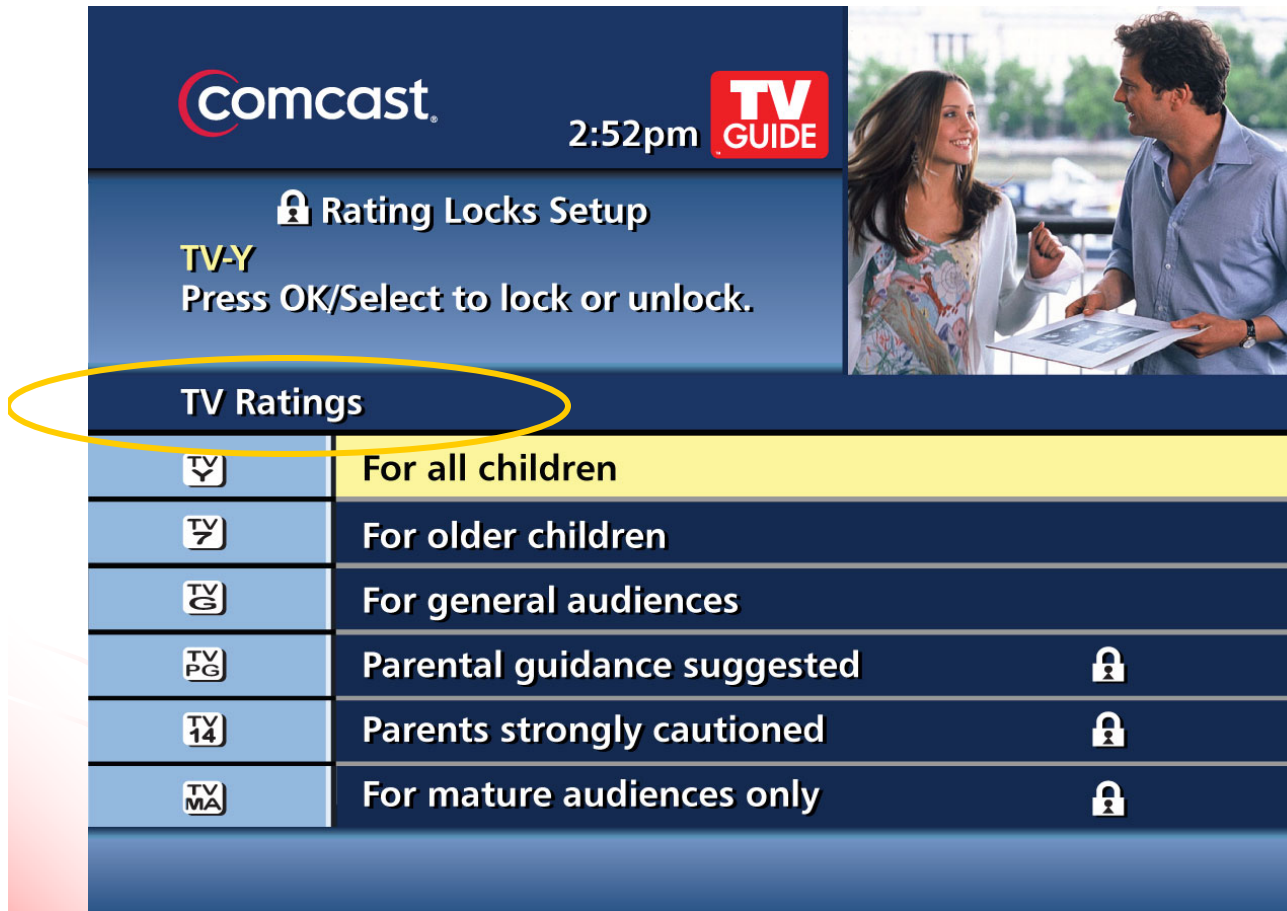 comcast.
2:52pm
TV
GUIDE
Rating Locks Setup
TV-Y
Press OK/Select to lock or unlock.
TV Ratings
TV
Y
For all children
TV
7
For older children
TV
G
For general audiences
TV
PG
Parental guidance suggested
TV
14
Parents strongly cautioned
TV
MA
For mature audiences only